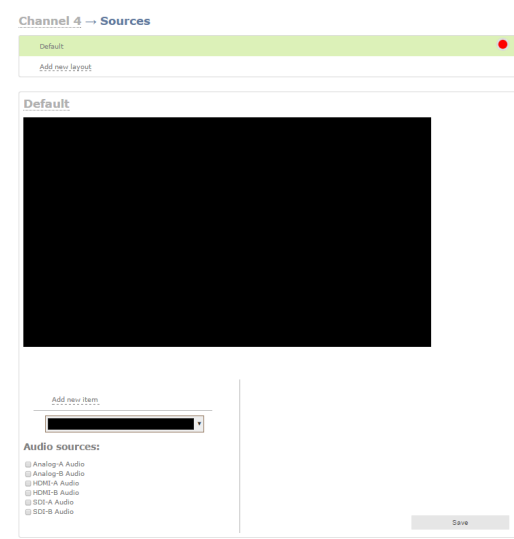 Channel 4 → Sources
Default
Add new layout
Default
Add new item
Audio sources:
Analog-A Audio
Analog-B Audio
HDMI-A Audio
HDMI-B Audio
SDI-A Audio
SDI-B Audio
Save